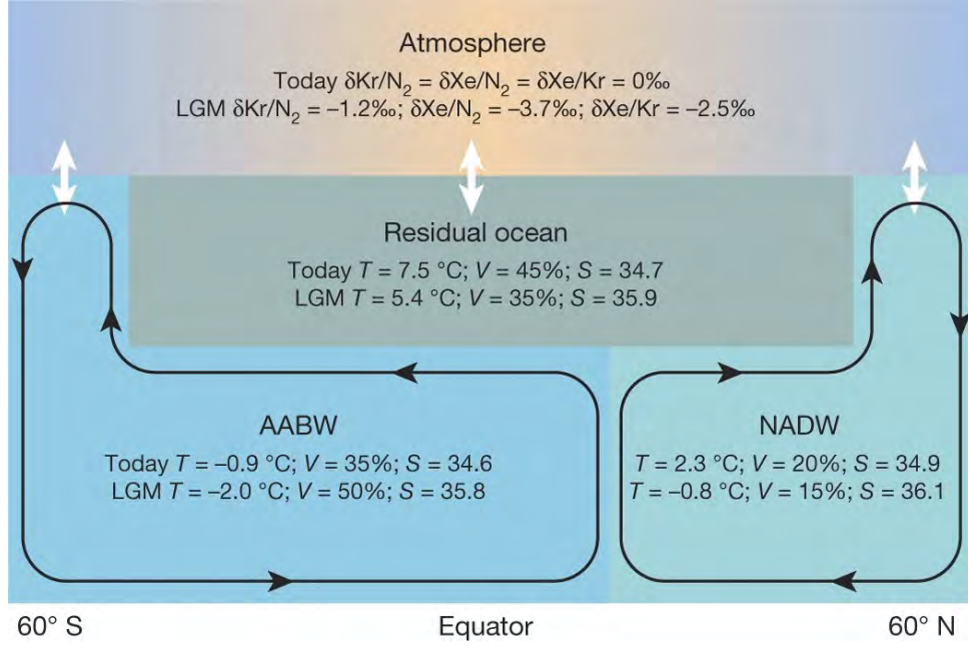 Atmosphere
Today δKr/N₂ = δXe/N₂ = δXe/Kr = 0‰
LGM δKr/N₂ = –1.2‰; δXe/N₂ = –3.7‰; δXe/Kr = –2.5‰
Residual ocean
Today T = 7.5 °C; V = 45%; S = 34.7
LGM T = 5.4 °C; V = 35%; S = 35.9
AABW
Today T = –0.9 °C; V = 35%; S = 34.6
LGM T = –2.0 °C; V = 50%; S = 35.8
NADW
T = 2.3 °C; V = 20%; S = 34.9
T = –0.8 °C; V = 15%; S = 36.1
60° S
Equator
60° N